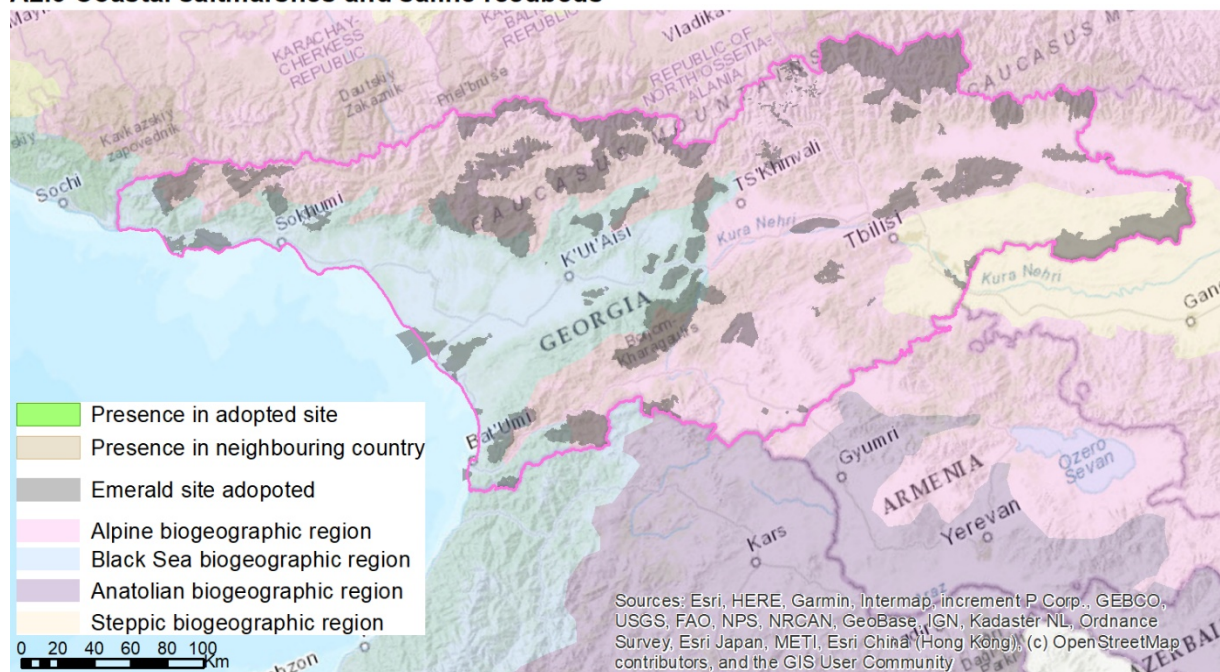 A2.5 Coastal saltmarshes and saline reedbeds
KARACHAY-
CHERKESS
REPUBLIC
REPUBLIC
Vladika
REPUBLIC OF
NORTH OSSETIA
ALANIA
Dautskiy
Zakaznik
Priel'bruse
Kavkazskiy
zapovednik
CAUCASUS MOUNTAINS
CAUCASUS
Sochi
Sokhumi
TS'Khinvali
K'Ut'Aisi
Kura Nehri
Tbilisi
Kura Nehri
GEORGIA
Borjom-
Kharagauli
Bat'Umi
Gyumri
Ozero
Sevan
ARMENIA
Yerevan
Kars
Presence in adopted site
Presence in neighbouring country
Emerald site adopoted
Alpine biogeographic region
Black Sea biogeographic region
Anatolian biogeographic region
Steppic biogeographic region
0 20 40 60 80 100
Km
Sources: Esri, HERE, Garmin, Intermap, increment P Corp., GEBCO,
USGS, FAO, NPS, NRCAN, GeoBase, IGN, Kadaster NL, Ordnance
Survey, Esri Japan, METI, Esri China (Hong Kong), (c) OpenStreetMap
contributors, and the GIS User Community